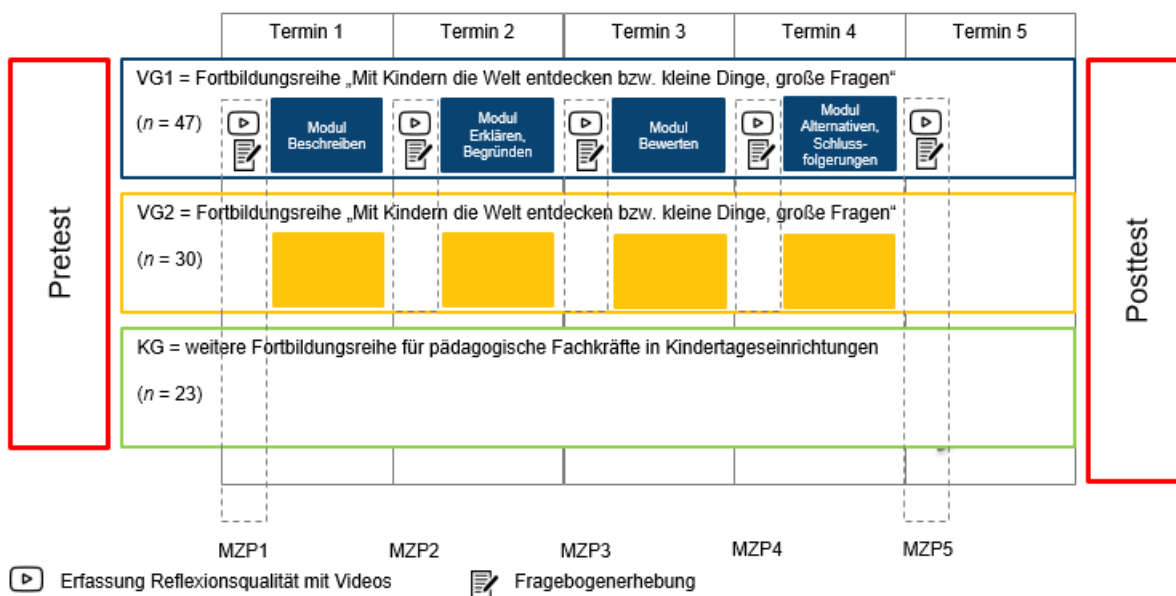 Termin 1
Termin 2
Termin 3
Termin 4
Termin 5
Pretest
VG1 = Fortbildungsreihe „Mit Kindern die Welt entdecken bzw. kleine Dinge, große Fragen“
(n = 47)
Modul
Beschreiben
Modul
Erklären,
Begründen
Modul
Bewerten
Modul
Alternativen,
Schluss-
folgerungen
VG2 = Fortbildungsreihe „Mit Kindern die Welt entdecken bzw. kleine Dinge, große Fragen“
(n = 30)
KG = weitere Fortbildungsreihe für pädagogische Fachkräfte in Kindertageseinrichtungen
(n = 23)
Posttest
MZP1
MZP2
MZP3
MZP4
MZP5
Erfassung Reflexionsqualität mit Videos
Fragebogenerhebung